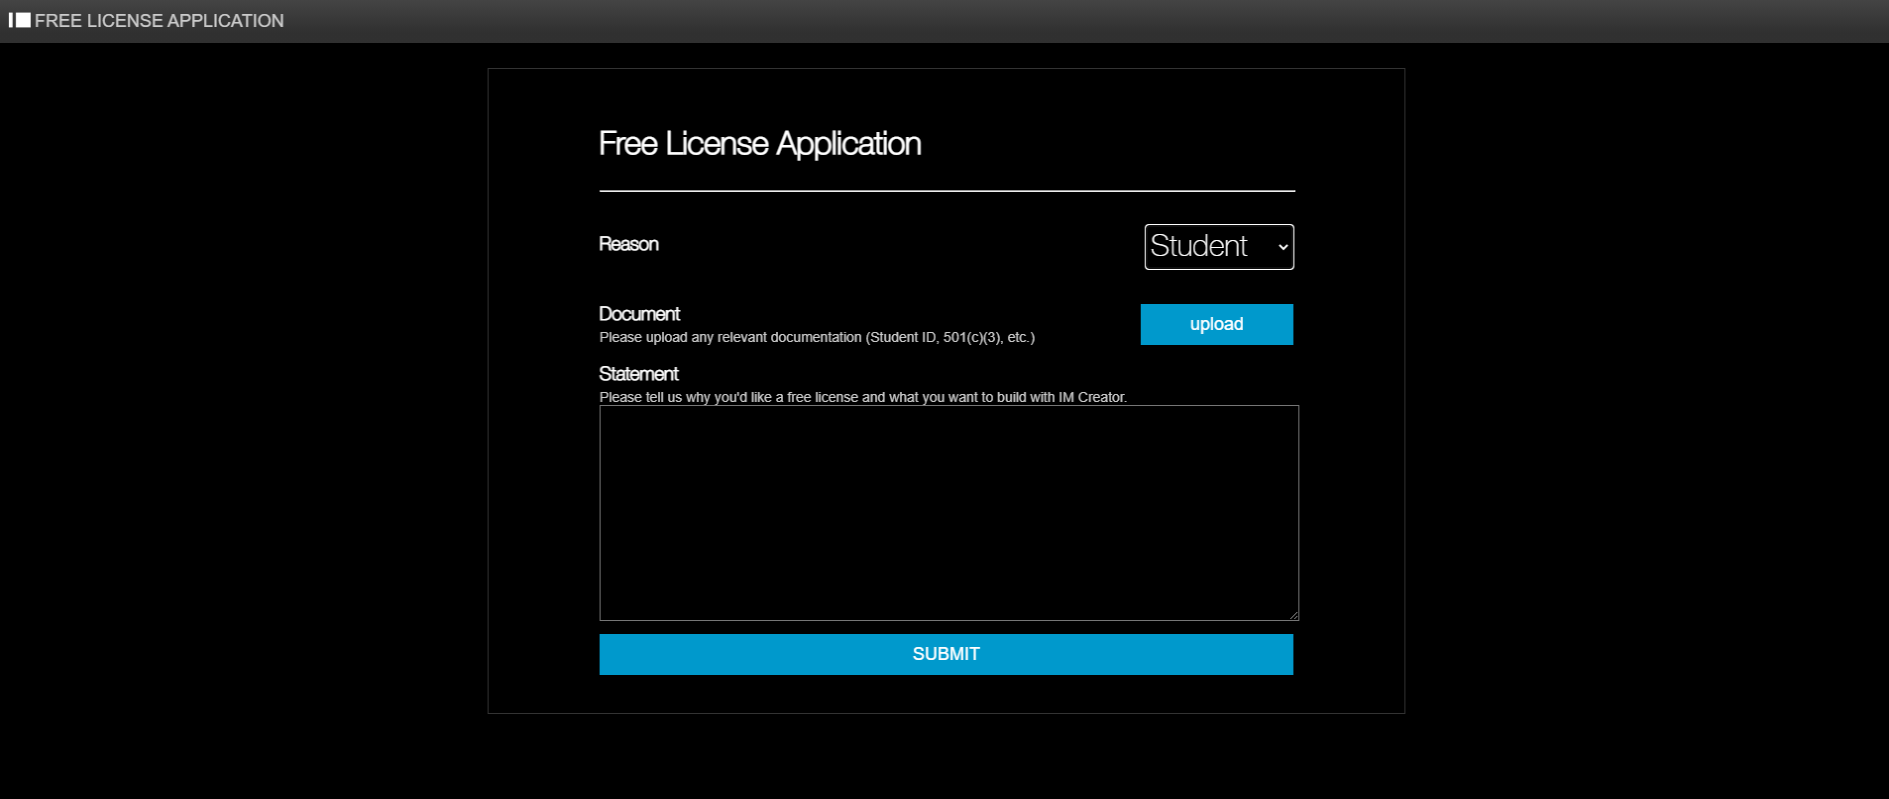 FREE LICENSE APPLICATION
Free License Application
Reason
Student
Document
Please upload any relevant documentation (Student ID, 501(c)(3), etc.)
upload
Statement
Please tell us why you'd like a free license and what you want to build with IM Creator.
SUBMIT